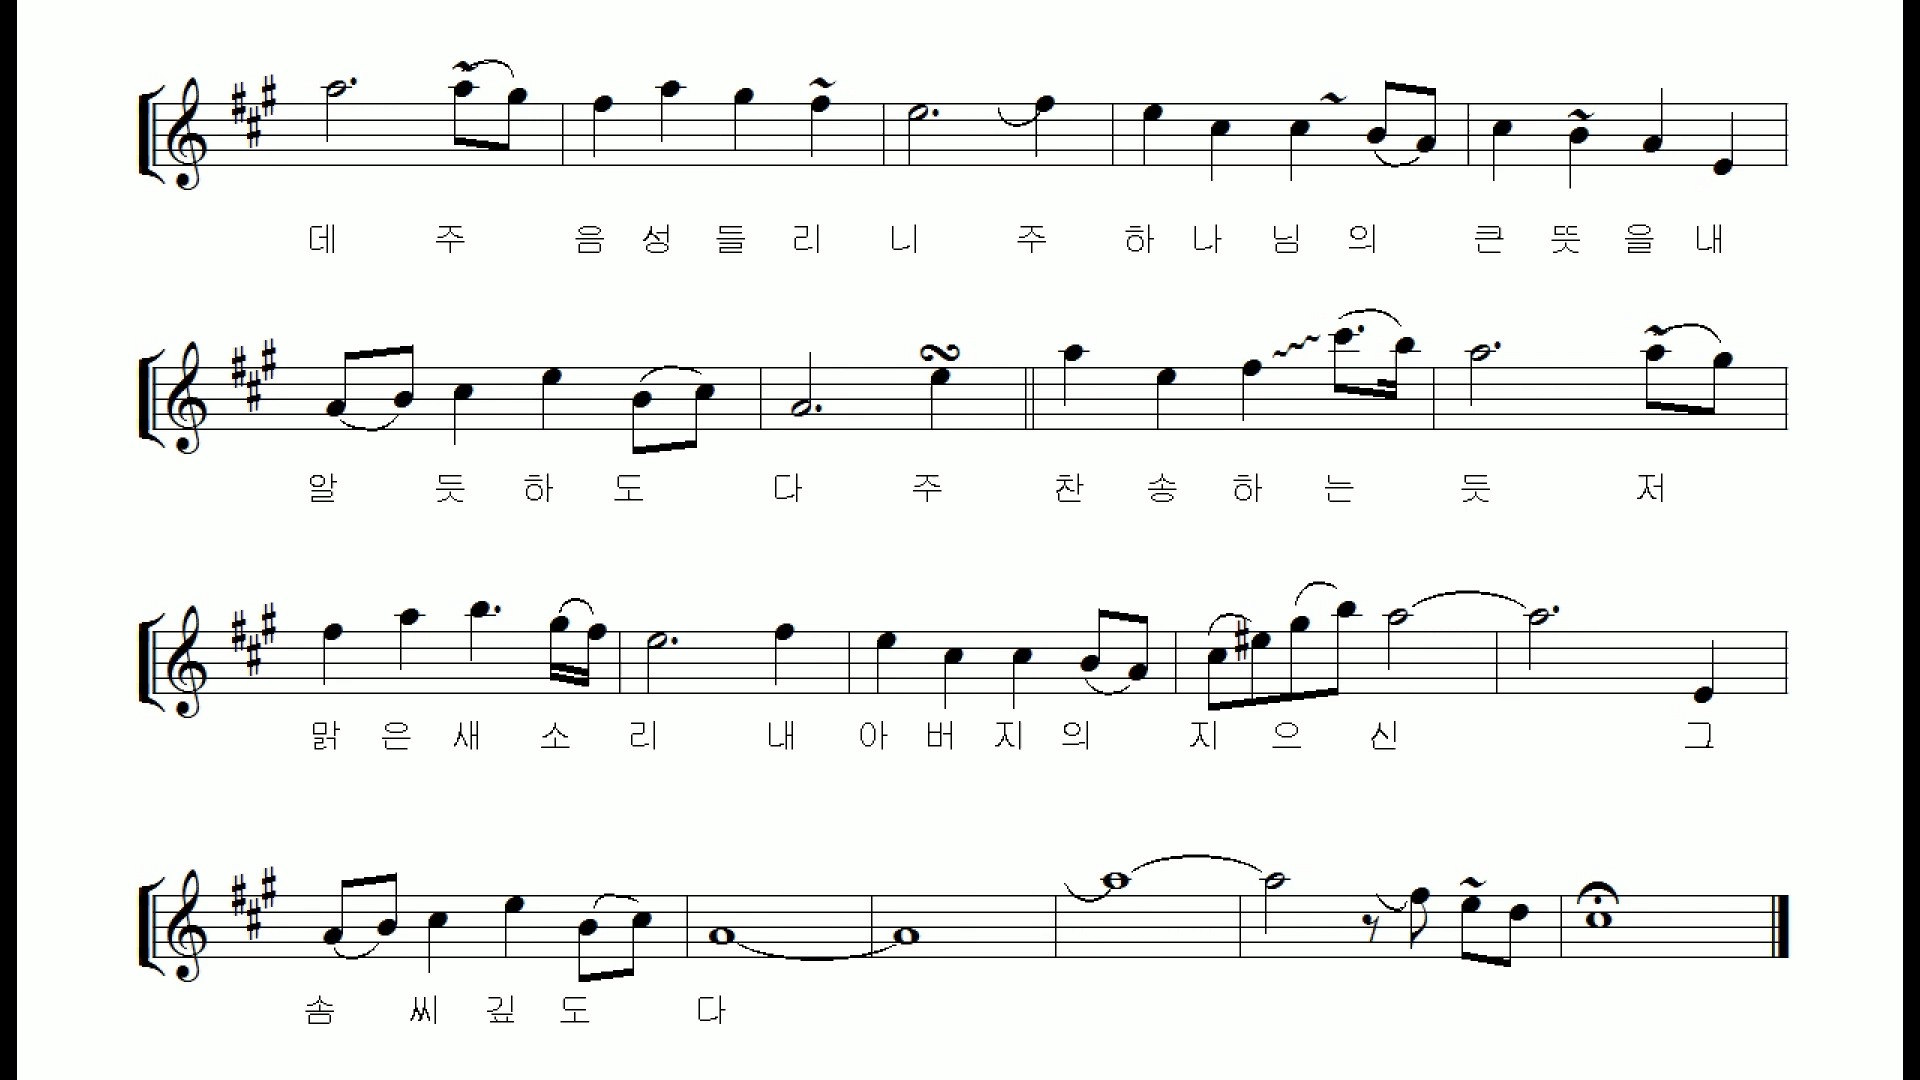 데 주 음 성 들 리 니 주 하 나 님 의 큰 뜻 을 내
알 듯 하 도 다 주 찬 송 하 는 듯 저
맑 은 새 소 리 내 아 버 지 의 지 으 신 그
솜 씨 깊 도 다